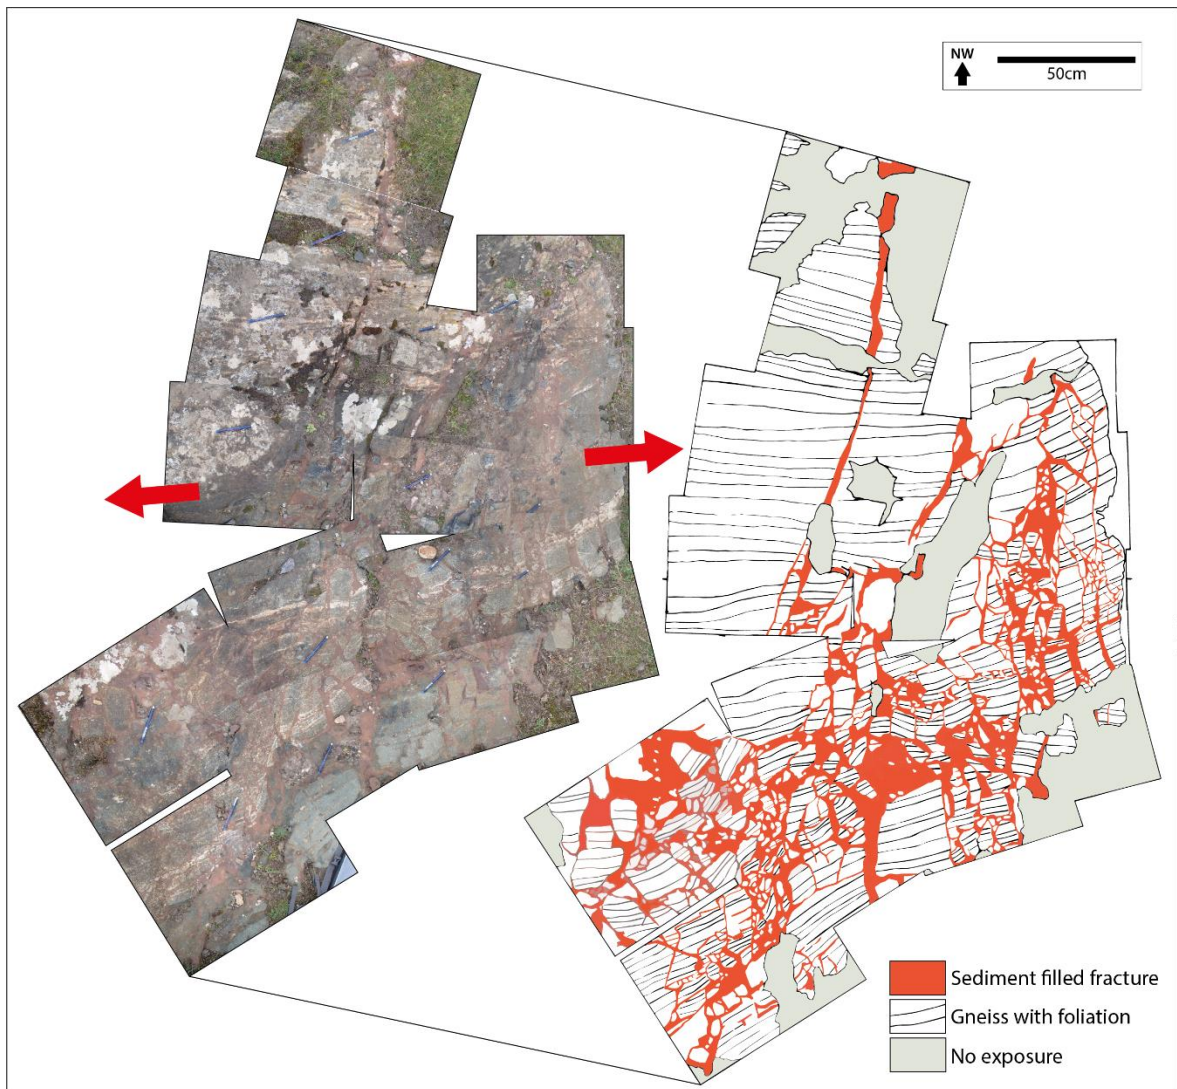 NW
50cm
Sediment filled fracture
Gneiss with foliation
No exposure